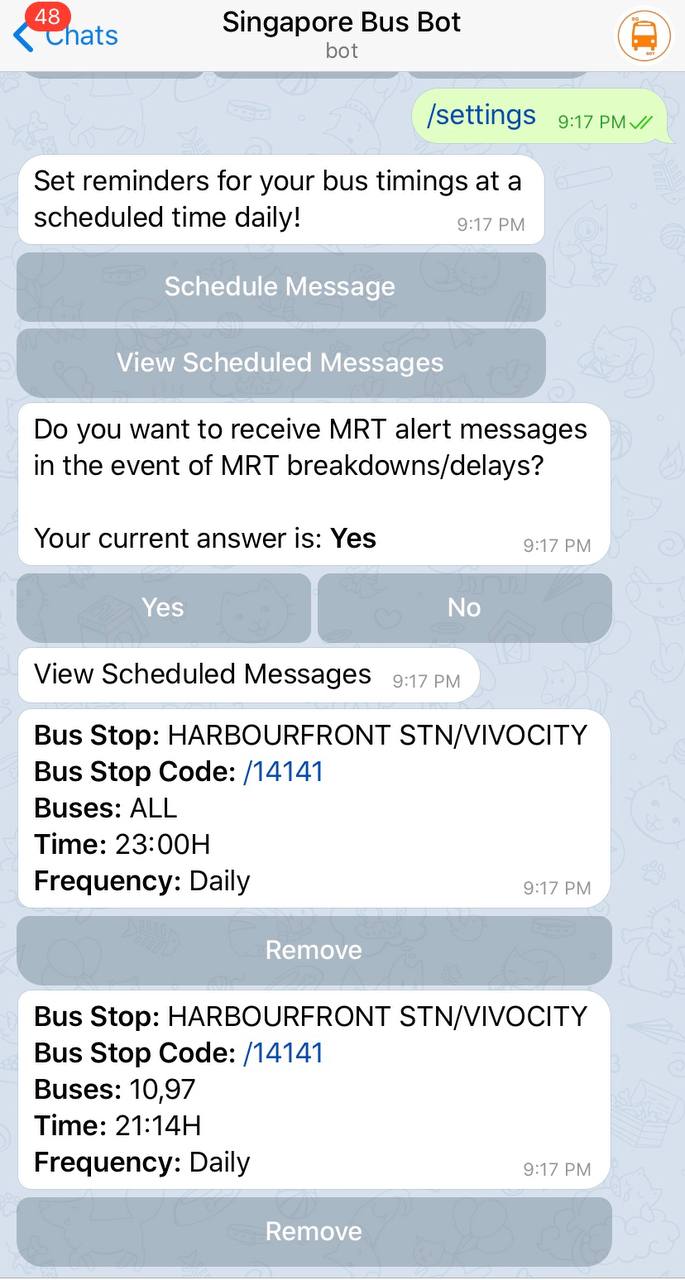 48
Chats
Singapore Bus Bot
bot
/settings 9:17 PM
Set reminders for your bus timings at a
scheduled time daily!
9:17 PM
Schedule Message
View Scheduled Messages
Do you want to receive MRT alert messages
in the event of MRT breakdowns/delays?
Your current answer is: Yes
9:17 PM
Yes
No
View Scheduled Messages 9:17 PM
Bus Stop: HARBOURFRONT STN/VIVOCITY
Bus Stop Code: /14141
Buses: ALL
Time: 23:00H
Frequency: Daily
9:17 PM
Remove
Bus Stop: HARBOURFRONT STN/VIVOCITY
Bus Stop Code: /14141
Buses: 10,97
Time: 21:14H
Frequency: Daily
9:17 PM
Remove